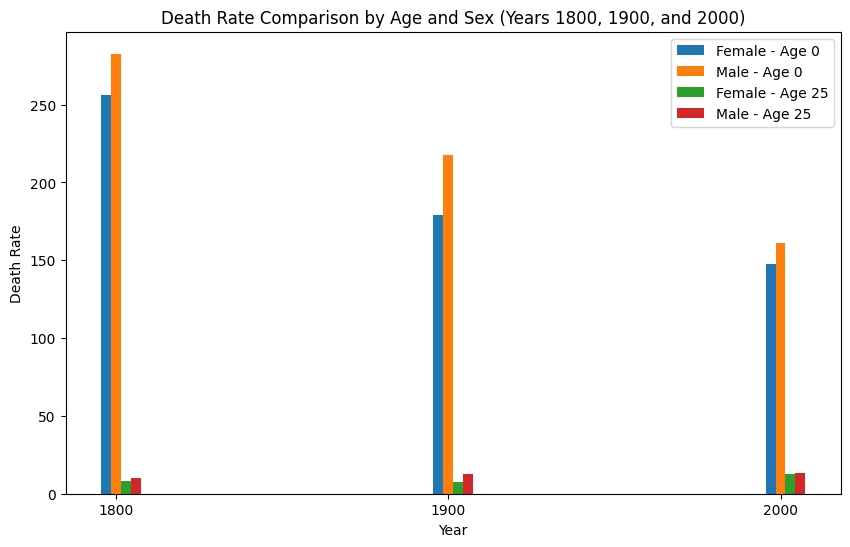 Death Rate Comparison by Age and Sex (Years 1800, 1900, and 2000)
Female - Age 0
Male - Age 0
Female - Age 25
Male - Age 25
Death Rate
250
200
150
100
50
0
1800 1900 2000
Year